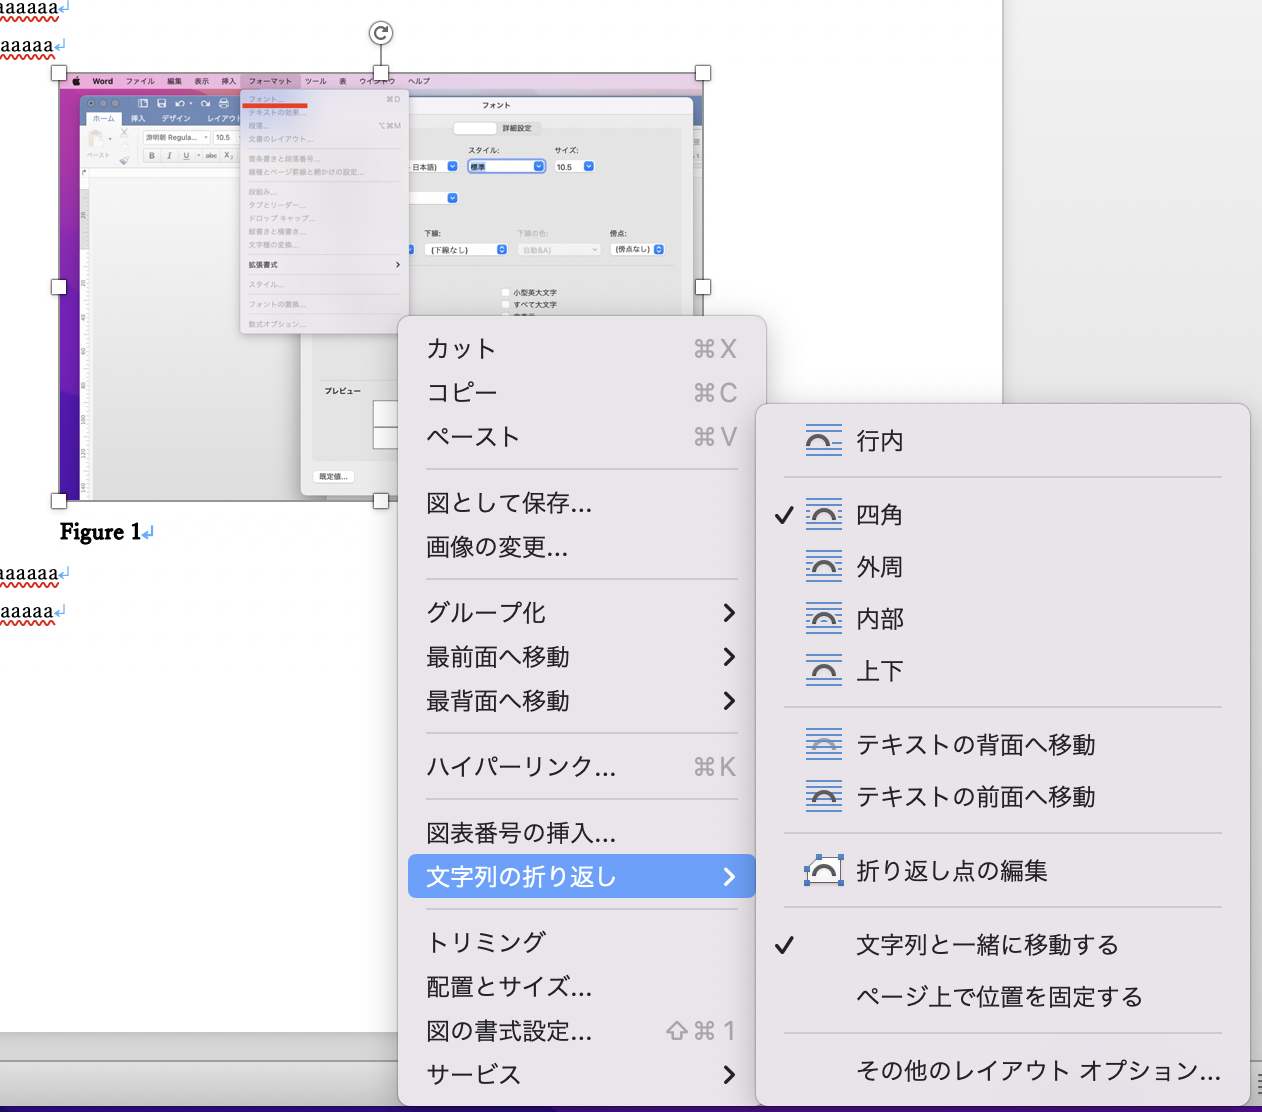 aaaaaa↵
aaaaa↵
Word ファイル 編集 表示 挿入 フォーマット ツール 表 ウインドウ ヘルプ
フォント... ⌘D
テキストの効果...
段落... ⌥⌘M
文書のレイアウト...
箇条書きと段落番号...
線種とページ罫線と網かけの設定...
段組み...
タブとリーダー...
ドロップ キャップ...
縦書きと横書き...
文字種の変換...
拡張書式
スタイル...
フォントの置換...
数式オプション...
ホーム 挿入 デザイン レイアウト
ペースト
游明朝 Regula... 10.5
B I U abc X₂
フォント
詳細設定
スタイル: サイズ:
日本語) 標準 10.5
下線: 下線の色: 傍点:
(下線なし) 自動&A) (傍点なし)
小型英大文字
すべて大文字
プレビュー
既定値...
Figure 1↵
aaaaaa↵
aaaaa↵
カット ⌘X
コピー ⌘C
ペースト ⌘V
図として保存...
画像の変更...
グループ化
最前面へ移動
最背面へ移動
ハイパーリンク... ⌘K
図表番号の挿入...
文字列の折り返し
トリミング
配置とサイズ...
図の書式設定... ⇧⌘1
サービス
行内
✓ 四角
外周
内部
上下
テキストの背面へ移動
テキストの前面へ移動
折り返し点の編集
✓ 文字列と一緒に移動する
ページ上で位置を固定する
その他のレイアウト オプション...